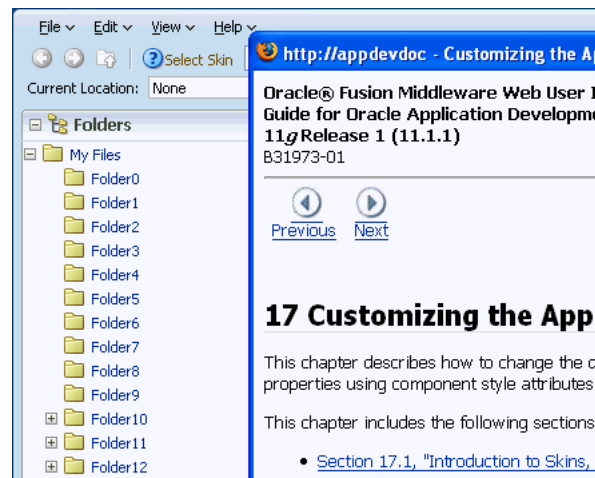 File Edit View Help
Select Skin
Current Location: None
Folders
My Files
Folder0
Folder1
Folder2
Folder3
Folder4
Folder5
Folder6
Folder7
Folder8
Folder9
Folder10
Folder11
Folder12
http://appdevdoc - Customizing the A
Oracle® Fusion Middleware Web User I
Guide for Oracle Application Developme
11g Release 1 (11.1.1)
B31973-01
Previous Next
17 Customizing the App
This chapter describes how to change the
properties using component style attributes
This chapter includes the following sections
• Section 17.1, "Introduction to Skins,